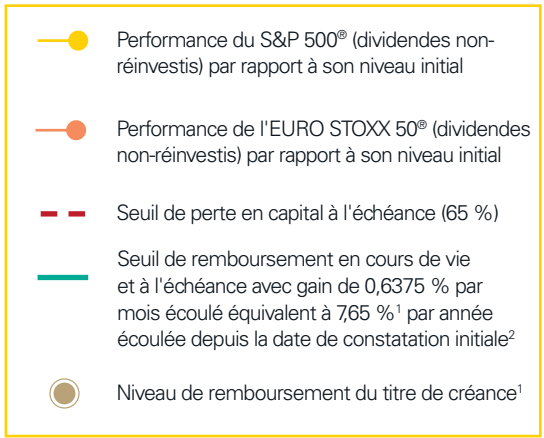 Performance du S&P 500® (dividendes non-
réinvestis) par rapport à son niveau initial
Performance de l'EURO STOXX 50® (dividendes
non-réinvestis) par rapport à son niveau initial
Seuil de perte en capital à l'échéance (65 %)
Seuil de remboursement en cours de vie
et à l'échéance avec gain de 0,6375 % par
mois écoulé équivalent à 7,65 %¹ par année
écoulée depuis la date de constatation initiale²
Niveau de remboursement du titre de créance¹